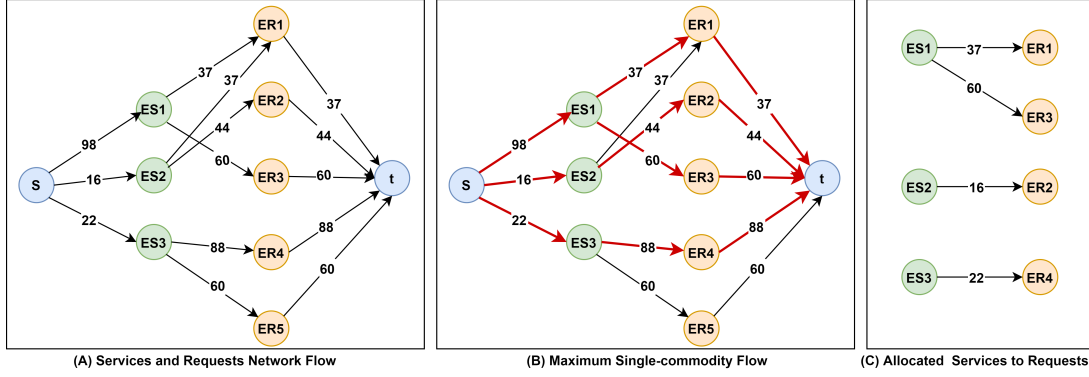 ER1
37
37
ER2
37
ES1
44
44
98
60
S
16
ES2
ER3
60
t
22
ES3
88
ER4
88
60
60
ER5
(A) Services and Requests Network Flow
ER1
37
37
ER2
37
ES1
44
44
98
60
S
16
ES2
ER3
60
t
22
ES3
88
ER4
88
60
60
ER5
(B) Maximum Single-commodity Flow
ES1
37
ER1
60
ER3
ES2
16
ER2
ES3
22
ER4
(C) Allocated Services to Requests